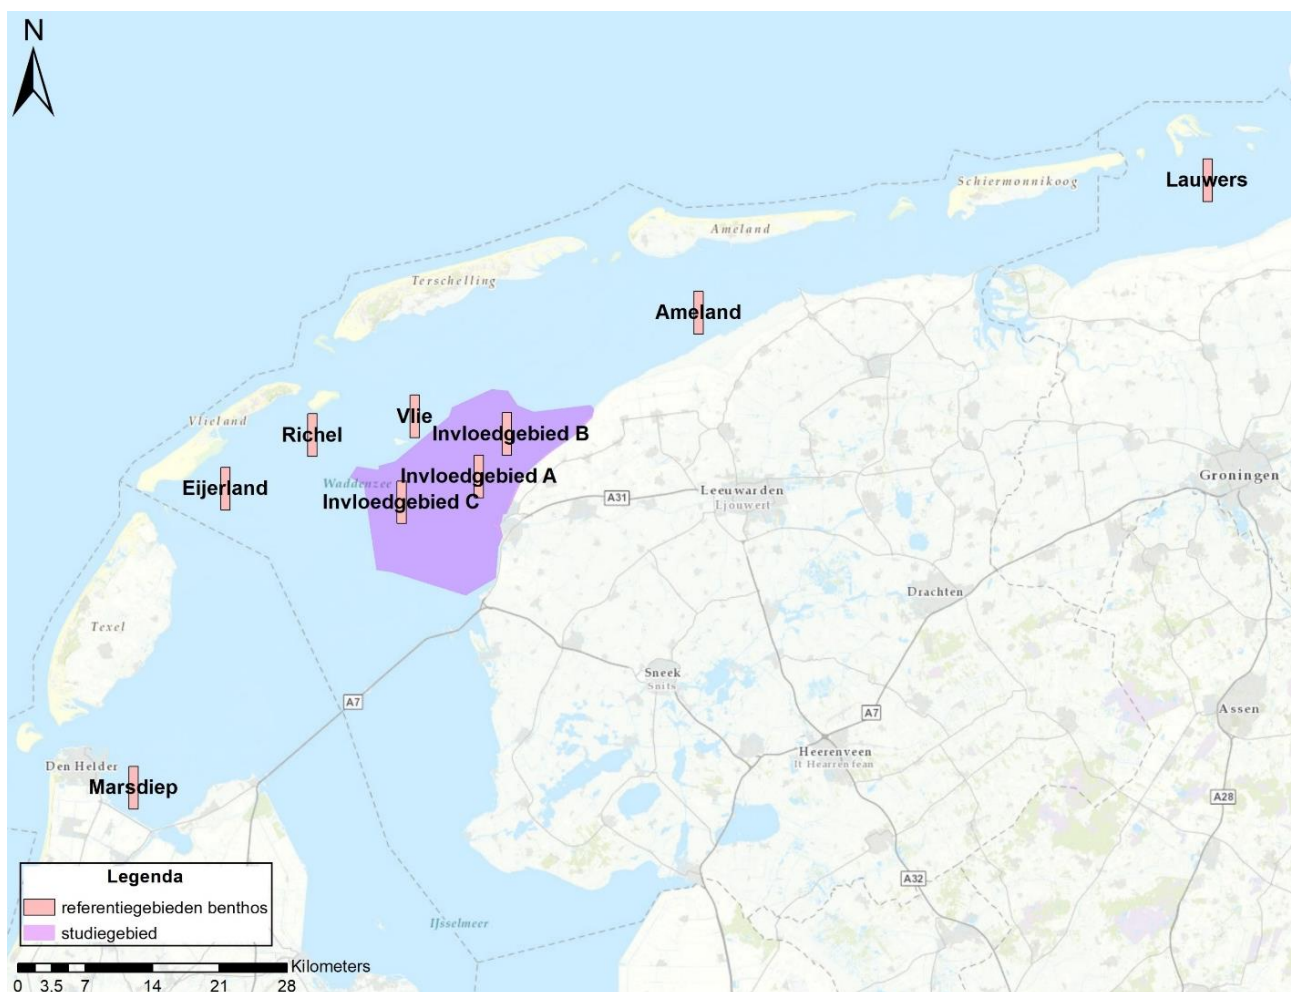 N
Lauwers
Schiermonnikoog
Ameland
Terschelling
Ameland
Vlieland
Vlie
Richel
Invloedgebied B
Invloedgebied A
Waddenzee
Invloedgebied C
Eijerland
Groningen
A31
Leeuwarden
Ljouwert
Drachten
Texel
Sneek
Snits
A7
A7
Assen
Heerenveen
It Hearrenfean
Den Helder
Marsdiep
A28
A32
IJsselmeer
Legenda
referentiegebieden benthos
studiegebied
Kilometers
0 3.5 7 14 21 28